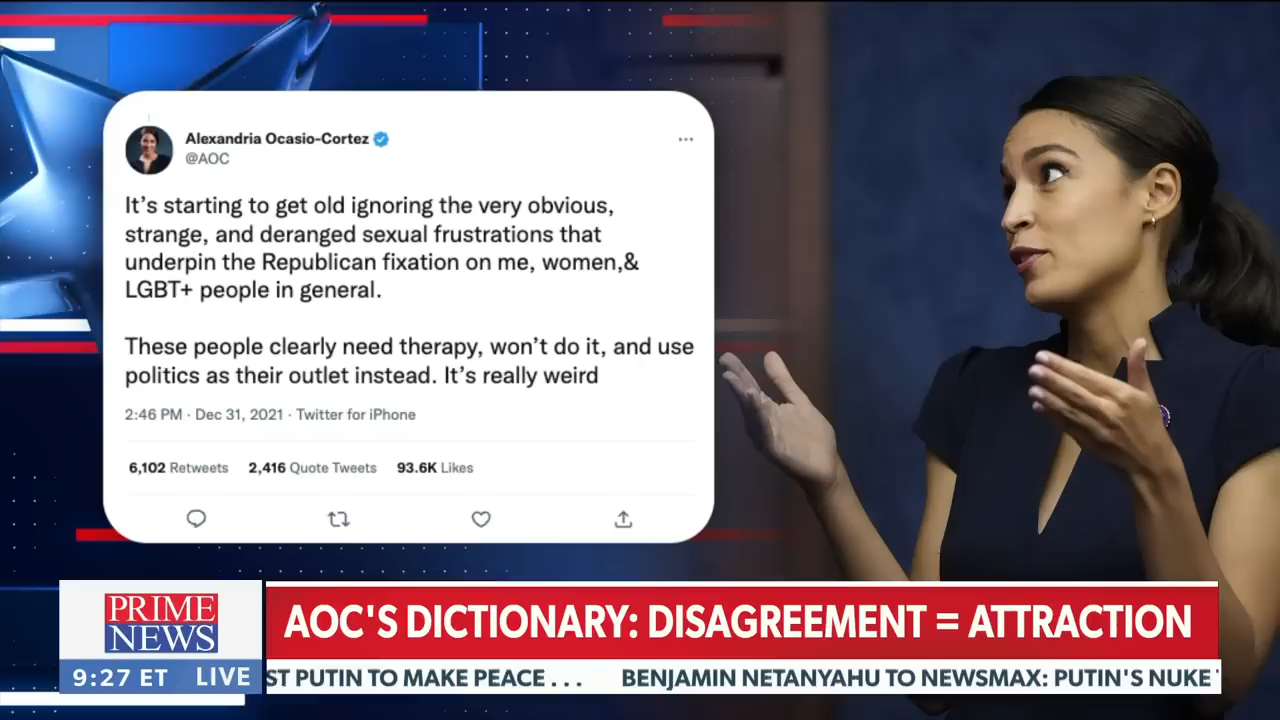 Alexandria Ocasio-Cortez
@AOC
It's starting to get old ignoring the very obvious,
strange, and deranged sexual frustrations that
underpin the Republican fixation on me, women,&
LGBT+ people in general.
These people clearly need therapy, won't do it, and use
politics as their outlet instead. It's really weird
2:46 PM · Dec 31, 2021 · Twitter for iPhone
6,102 Retweets 2,416 Quote Tweets 93.6K Likes
PRIME
NEWS
AOC'S DICTIONARY: DISAGREEMENT = ATTRACTION
9:27 ET LIVE
ST PUTIN TO MAKE PEACE . . . BENJAMIN NETANYAHU TO NEWSMAX: PUTIN'S NUKE